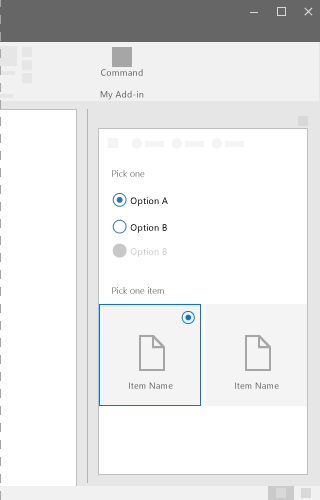 Command
My Add-in
Pick one
Option A
Option B
Option B
Pick one item
Item Name
Item Name